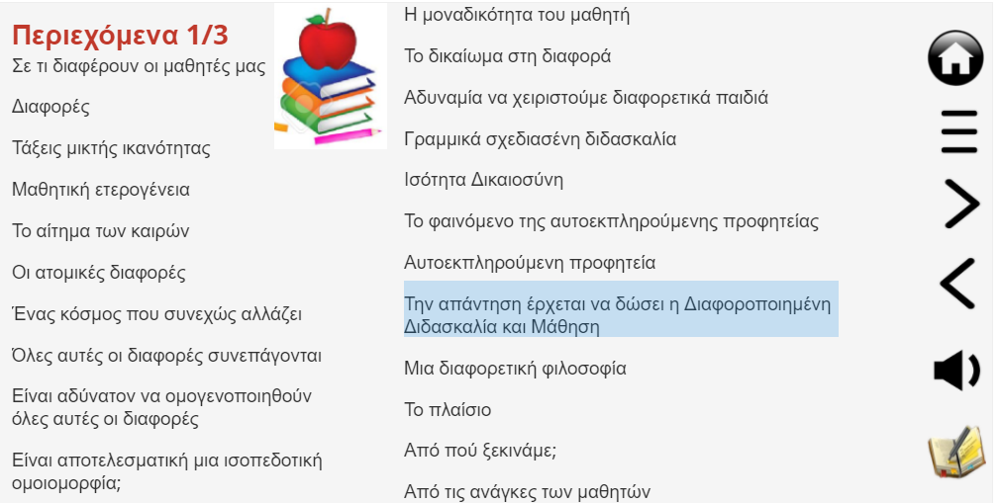 Περιεχόμενα 1/3
Σε τι διαφέρουν οι μαθητές μας
Διαφορές
Τάξεις μικτής ικανότητας
Μαθητική ετερογένεια
Το αίτημα των καιρών
Οι ατομικές διαφορές
Ένας κόσμος που συνεχώς αλλάζει
Όλες αυτές οι διαφορές συνεπάγονται
Είναι αδύνατον να ομογενοποιηθούν
όλες αυτές οι διαφορές
Είναι αποτελεσματική μια ισοπεδοτική
ομοιομορφία;
Η μοναδικότητα του μαθητή
Το δικαίωμα στη διαφορά
Αδυναμία να χειριστούμε διαφορετικά παιδιά
Γραμμικά σχεδιασένη διδασκαλία
Ισότητα Δικαιοσύνη
Το φαινόμενο της αυτοεκπληρούμενης προφητείας
Αυτοεκπληρούμενη προφητεία
Την απάντηση έρχεται να δώσει η Διαφοροποιημένη
Διδασκαλία και Μάθηση
Μια διαφορετική φιλοσοφία
Το πλαίσιο
Από πού ξεκινάμε;
Από τις ανάγκες των μαθητών